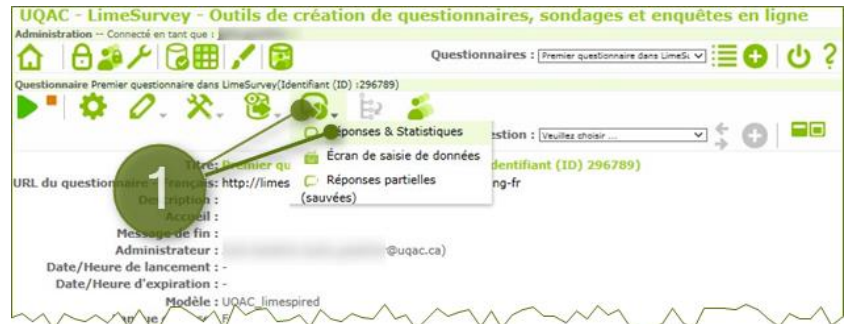 UQAC - LimeSurvey - Outils de création de questionnaires, sondages et enquêtes en ligne
Administration -- Connecté en tant que :
Questionnaires : Premier questionnaire dans LimeSu
?
Questionnaire Premier questionnaire dans LimeSurvey(Identifiant (ID) :296789)
Réponses & Statistiques
estion : Veuillez choisir ...
Écran de saisie de données
Titre: Premier qu dentifiant (ID) 296789)
URL du questionnaire - Français: http://limes ng-fr
Réponses partielles
(sauvées)
1
Description :
Accueil :
Message de fin :
Administrateur : @uqac.ca)
Date/Heure de lancement : -
Date/Heure d'expiration : -
Modèle : UQAC_limespired